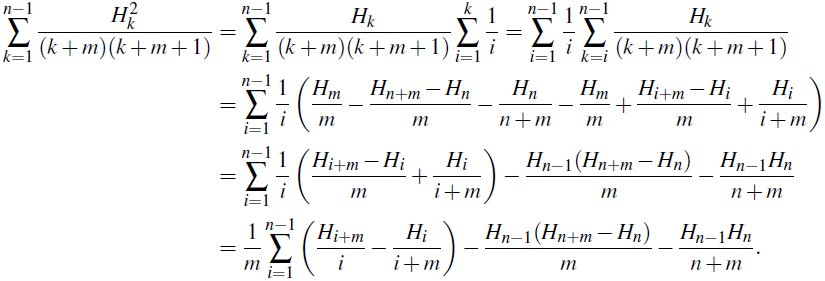 \sum_{k=1}^{n-1} \frac{H_k^2}{(k+m)(k+m+1)} = \sum_{k=1}^{n-1} \frac{H_k}{(k+m)(k+m+1)} \sum_{i=1}^{k} \frac{1}{i} = \sum_{i=1}^{n-1} \frac{1}{i} \sum_{k=i}^{n-1} \frac{H_k}{(k+m)(k+m+1)}
= \sum_{i=1}^{n-1} \frac{1}{i} \left( \frac{H_m}{m} - \frac{H_{n+m} - H_n}{m} - \frac{H_n}{n+m} - \frac{H_m}{m} + \frac{H_{i+m} - H_i}{m} + \frac{H_i}{i+m} \right)
= \sum_{i=1}^{n-1} \frac{1}{i} \left( \frac{H_{i+m} - H_i}{m} + \frac{H_i}{i+m} \right) - \frac{H_{n-1}(H_{n+m} - H_n)}{m} - \frac{H_{n-1}H_n}{n+m}
= \frac{1}{m} \sum_{i=1}^{n-1} \left( \frac{H_{i+m}}{i} - \frac{H_i}{i+m} \right) - \frac{H_{n-1}(H_{n+m} - H_n)}{m} - \frac{H_{n-1}H_n}{n+m}.